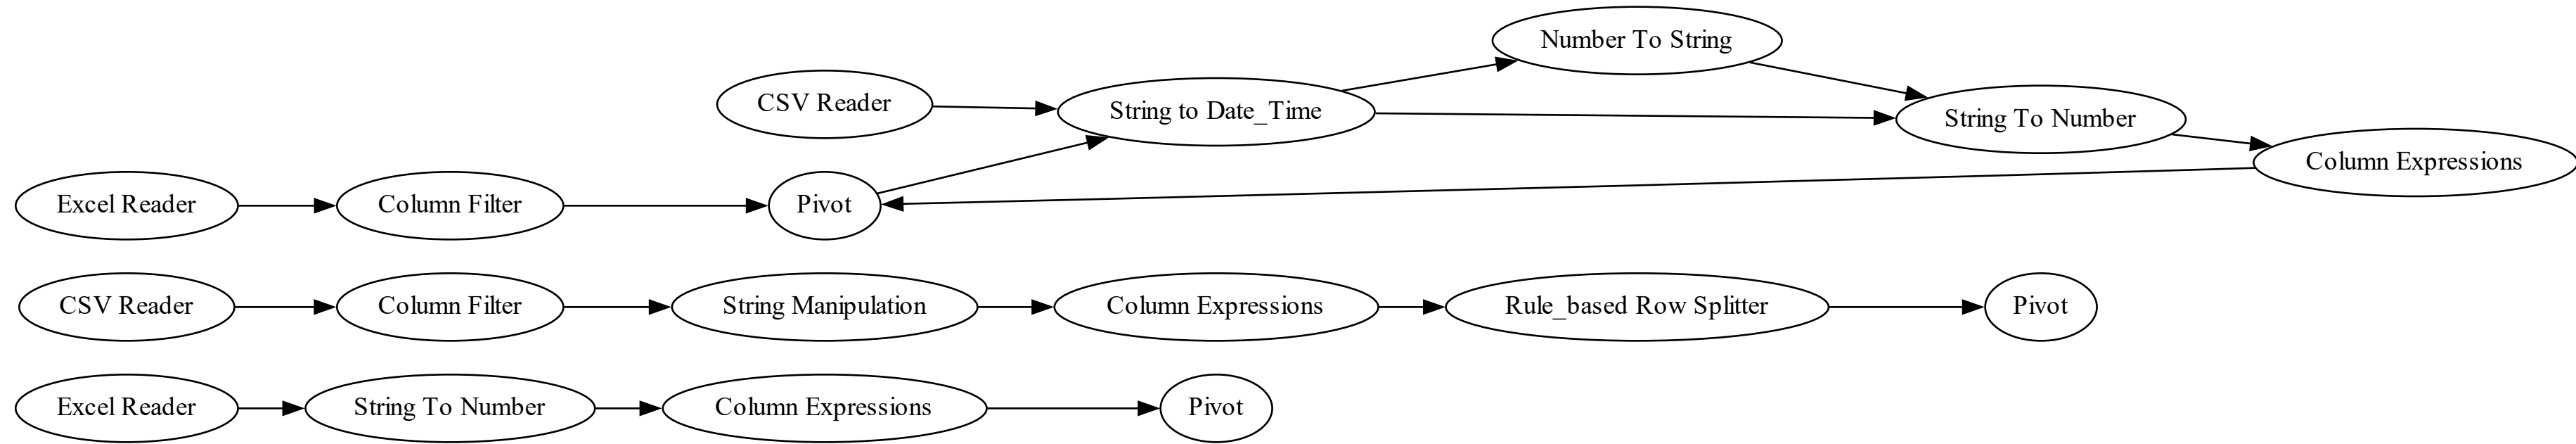 Number To String
CSV Reader
String to Date_Time
String To Number
Column Expressions
Excel Reader
Column Filter
Pivot
CSV Reader
Column Filter
String Manipulation
Column Expressions
Rule_based Row Splitter
Pivot
Excel Reader
String To Number
Column Expressions
Pivot